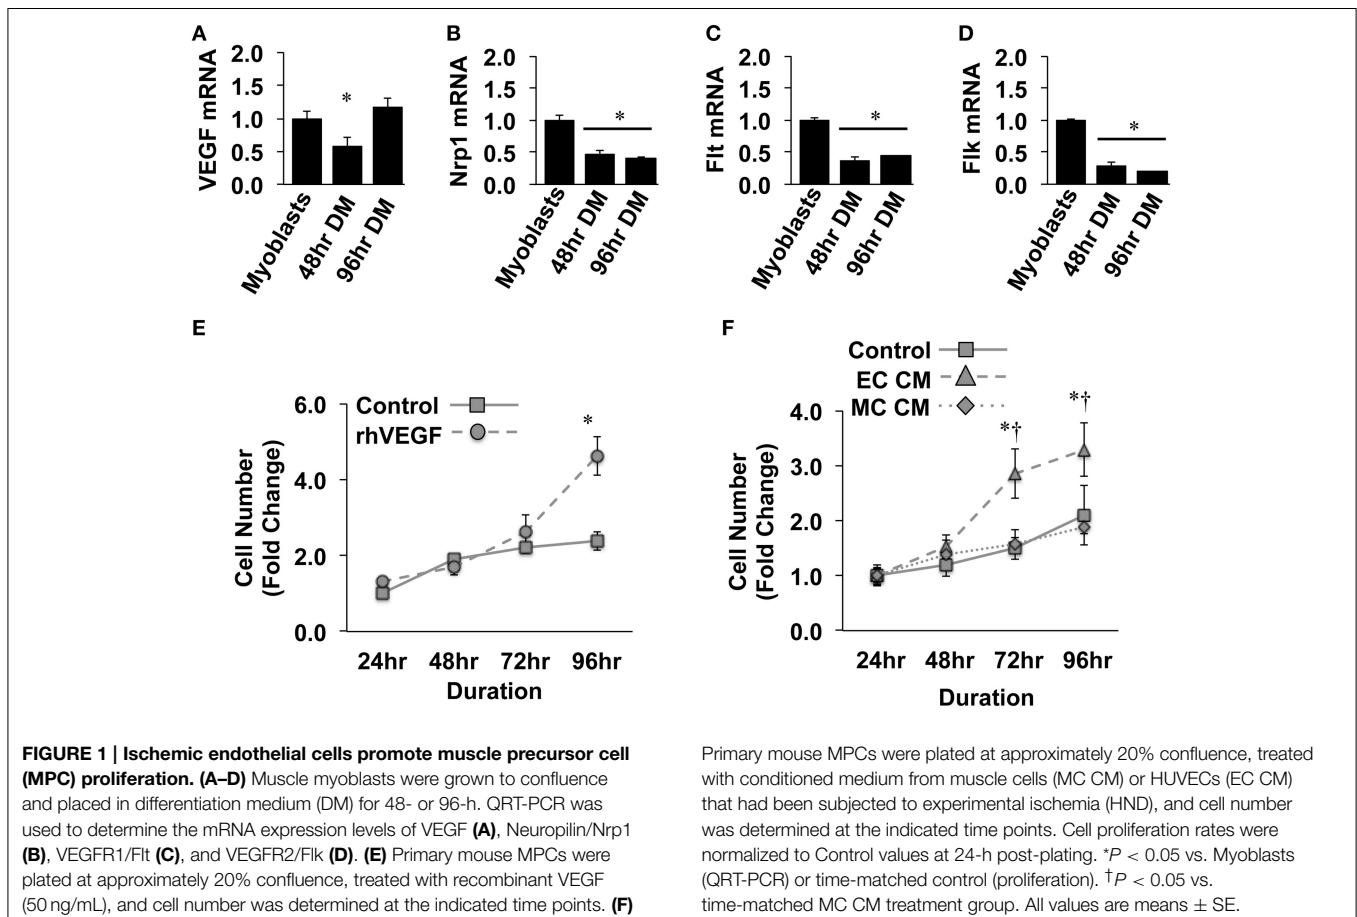 A
VEGF mRNA
2.0
1.5
1.0
0.5
0.0
*
Myoblasts
48hr DM
96hr DM
B
Nrp1 mRNA
2.0
1.5
1.0
0.5
0.0
*
Myoblasts
48hr DM
96hr DM
C
Flt mRNA
2.0
1.5
1.0
0.5
0.0
*
Myoblasts
48hr DM
96hr DM
D
Flk mRNA
2.0
1.5
1.0
0.5
0.0
*
Myoblasts
48hr DM
96hr DM
E
Cell Number
(Fold Change)
6.0
4.0
2.0
0.0
Control
rhVEGF
*
24hr 48hr 72hr 96hr
Duration
F
Control
EC CM
MC CM
Cell Number
(Fold Change)
4.0
3.0
2.0
1.0
0.0
*†
*†
24hr 48hr 72hr 96hr
Duration
FIGURE 1 | Ischemic endothelial cells promote muscle precursor cell
(MPC) proliferation. (A–D) Muscle myoblasts were grown to confluence
and placed in differentiation medium (DM) for 48- or 96-h. QRT-PCR was
used to determine the mRNA expression levels of VEGF (A), Neuropilin/Nrp1
(B), VEGFR1/Flt (C), and VEGFR2/Flk (D). (E) Primary mouse MPCs were
plated at approximately 20% confluence, treated with recombinant VEGF
(50 ng/mL), and cell number was determined at the indicated time points. (F)
Primary mouse MPCs were plated at approximately 20% confluence, treated
with conditioned medium from muscle cells (MC CM) or HUVECs (EC CM)
that had been subjected to experimental ischemia (HND), and cell number
was determined at the indicated time points. Cell proliferation rates were
normalized to Control values at 24-h post-plating. *P < 0.05 vs. Myoblasts
(QRT-PCR) or time-matched control (proliferation). †P < 0.05 vs.
time-matched MC CM treatment group. All values are means ± SE.